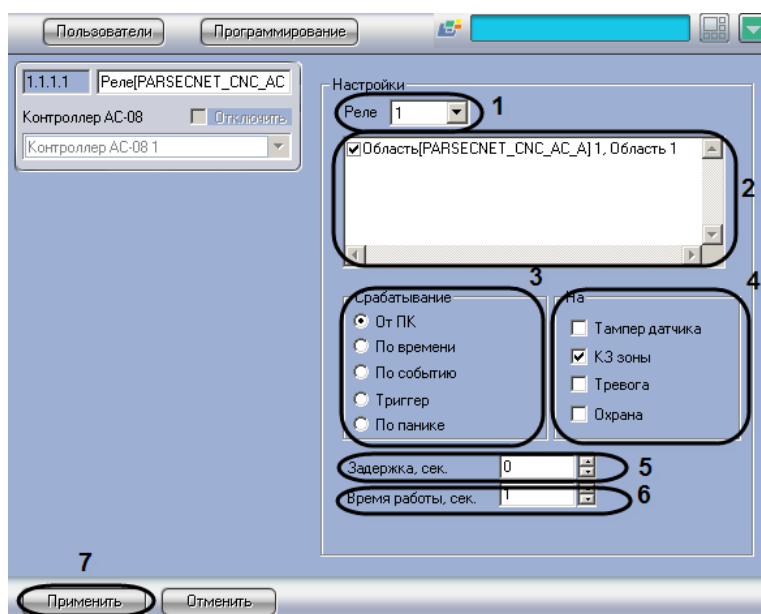 Пользователи
Программирование
1.1.1.1
Реле[PARSECNET_CNC_AC
Контроллер AC-08
Отключить
Контроллер AC-08 1
Настройки
Реле
1
1
Область[PARSECNET_CNC_AC_A] 1, Область 1
2
3
4
Срабатывание
От ПК
По времени
По событию
Триггер
По панике
На
Тампер датчика
КЗ зоны
Тревога
Охрана
Задержка, сек.
0
5
Время работы, сек.
1
6
7
Применить
Отменить